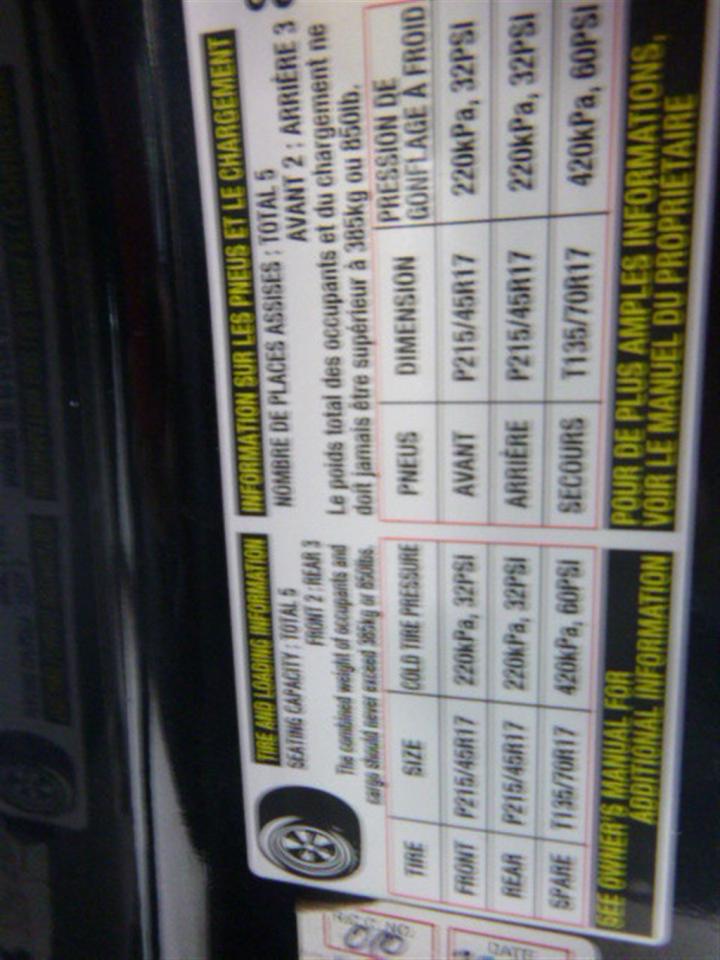 TIRE AND LOADING INFORMATION
SEATING CAPACITY : TOTAL 5
FRONT 2 : REAR 3
The combined weight of occupants and
cargo should never exceed 385kg or 850lbs.
TIRE SIZE COLD TIRE PRESSURE
FRONT P215/45R17 220kPa, 32PSI
REAR P215/45R17 220kPa, 32PSI
SPARE T135/70R17 420kPa, 60PSI
SEE OWNER'S MANUAL FOR
ADDITIONAL INFORMATION
INFORMATION SUR LES PNEUS ET LE CHARGEMENT
NOMBRE DE PLACES ASSISES : TOTAL 5
AVANT 2 : ARRIÈRE 3
Le poids total des occupants et du chargement ne
doit jamais être supérieur à 385kg ou 850lb.
PNEUS DIMENSION PRESSION DE
GONFLAGE À FROID
AVANT P215/45R17 220kPa, 32PSI
ARRIÈRE P215/45R17 220kPa, 32PSI
SECOURS T135/70R17 420kPa, 60PSI
POUR DE PLUS AMPLES INFORMATIONS,
VOIR LE MANUEL DU PROPRIÉTAIRE
DATE